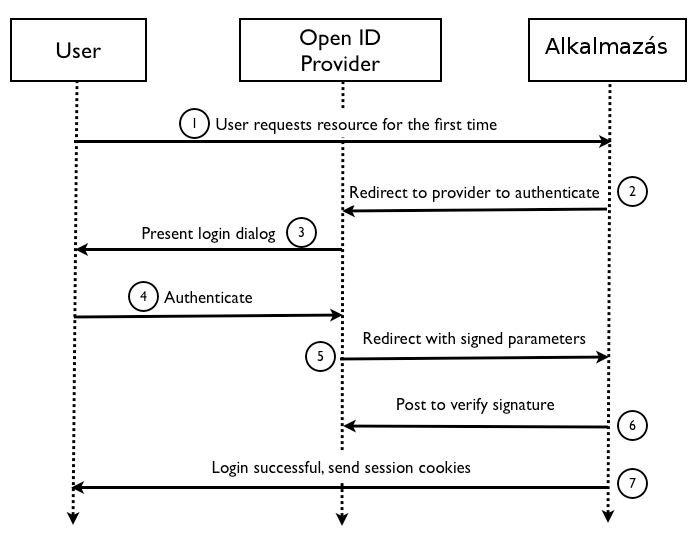 User
Open ID
Provider
Alkalmazás
1 User requests resource for the first time
Redirect to provider to authenticate 2
Present login dialog 3
4 Authenticate
Redirect with signed parameters
5
Post to verify signature
6
Login successful, send session cookies
7